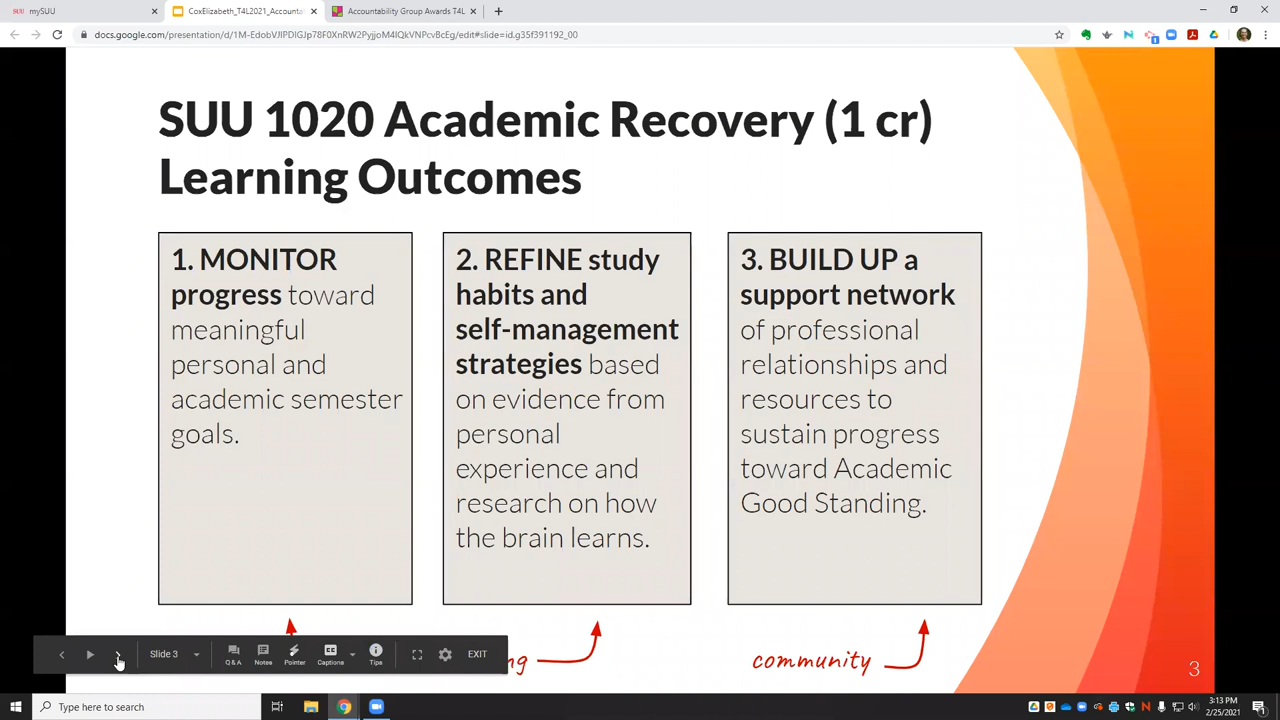 mySUU
CoxElizabeth_T4L2021_Accounta
Accountability Group Awards T4L
docs.google.com/presentation/d/1M-EdobVJIPDlGJp78F0XnRW2PyjjoM4lQkVNPcvBcEg/edit#slide=id.g35f391192_00
SUU 1020 Academic Recovery (1 cr)
Learning Outcomes
1. MONITOR
progress toward
meaningful
personal and
academic semester
goals.
2. REFINE study
habits and
self-management
strategies based
on evidence from
personal
experience and
research on how
the brain learns.
3. BUILD UP a
support network
of professional
relationships and
resources to
sustain progress
toward Academic
Good Standing.
ng
community
3
Slide 3
Q&A
Notes
Pointer
Captions
Tips
EXIT
Type here to search
3:13 PM
2/25/2021